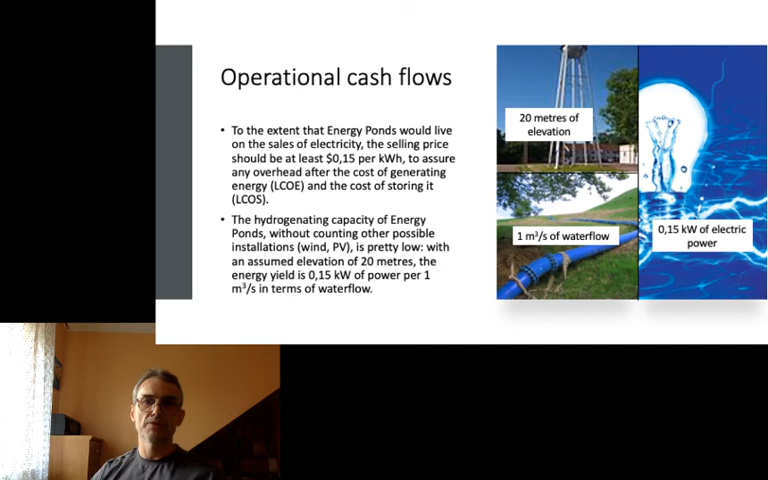 Operational cash flows
• To the extent that Energy Ponds would live
on the sales of electricity, the selling price
should be at least $0,15 per kWh, to assure
any overhead after the cost of generating
energy (LCOE) and the cost of storing it
(LCOS).
• The hydrogenating capacity of Energy
Ponds, without counting other possible
installations (wind, PV), is pretty low: with
an assumed elevation of 20 metres, the
energy yield is 0,15 kW of power per 1
m³/s in terms of waterflow.
20 metres of
elevation
1 m³/s of waterflow
0,15 kW of electric
power